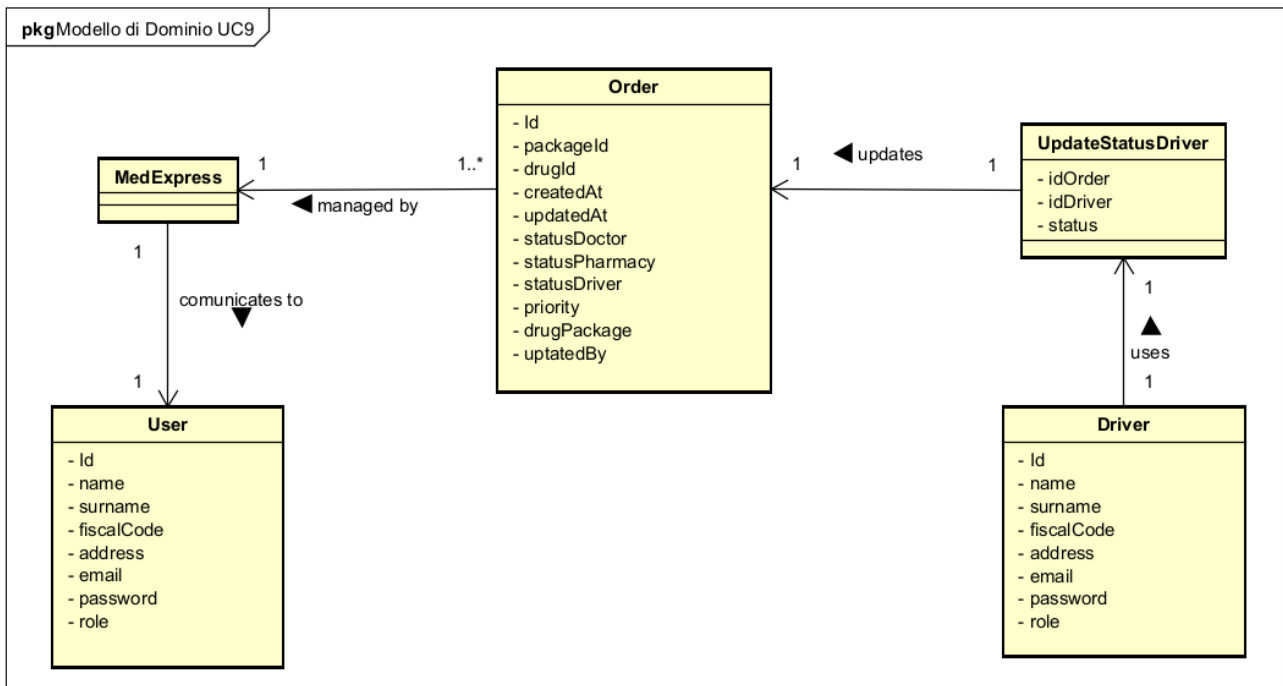 pkg Modello di Dominio UC9
MedExpress
1
1..*
managed by
1
comunicates to
1
User
- Id
- name
- surname
- fiscalCode
- address
- email
- password
- role
Order
- Id
- packageId
- drugId
- createdAt
- updatedAt
- statusDoctor
- statusPharmacy
- statusDriver
- priority
- drugPackage
- uptatedBy
updates
1
1
UpdateStatusDriver
- idOrder
- idDriver
- status
1
uses
1
Driver
- Id
- name
- surname
- fiscalCode
- address
- email
- password
- role